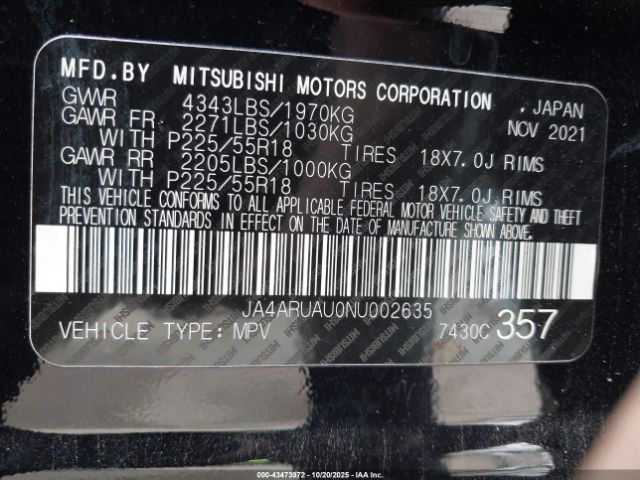 MFD.BY MITSUBISHI MOTORS CORPORATION , JAPAN
GVWR 4343LBS/1970KG NOV 2021
GAWR FR 2271LBS/1030KG
WITH P225/55R18 TIRES 18X7.0J RIMS
GAWR RR 2205LBS/1000KG
WITH P225/55R18 TIRES 18X7.0J RIMS
THIS VEHICLE CONFORMS TO ALL APPLICABLE FEDERAL MOTOR VEHICLE SAFETY AND THEFT
PREVENTION STANDARDS IN EFFECT ON THE DATE OF MANUFACTURE SHOWN ABOVE.
JA4ARUAU0NU002635
VEHICLE TYPE: MPV 7430C 357
000-43473972 - 10/20/2025 - IAAI.COM